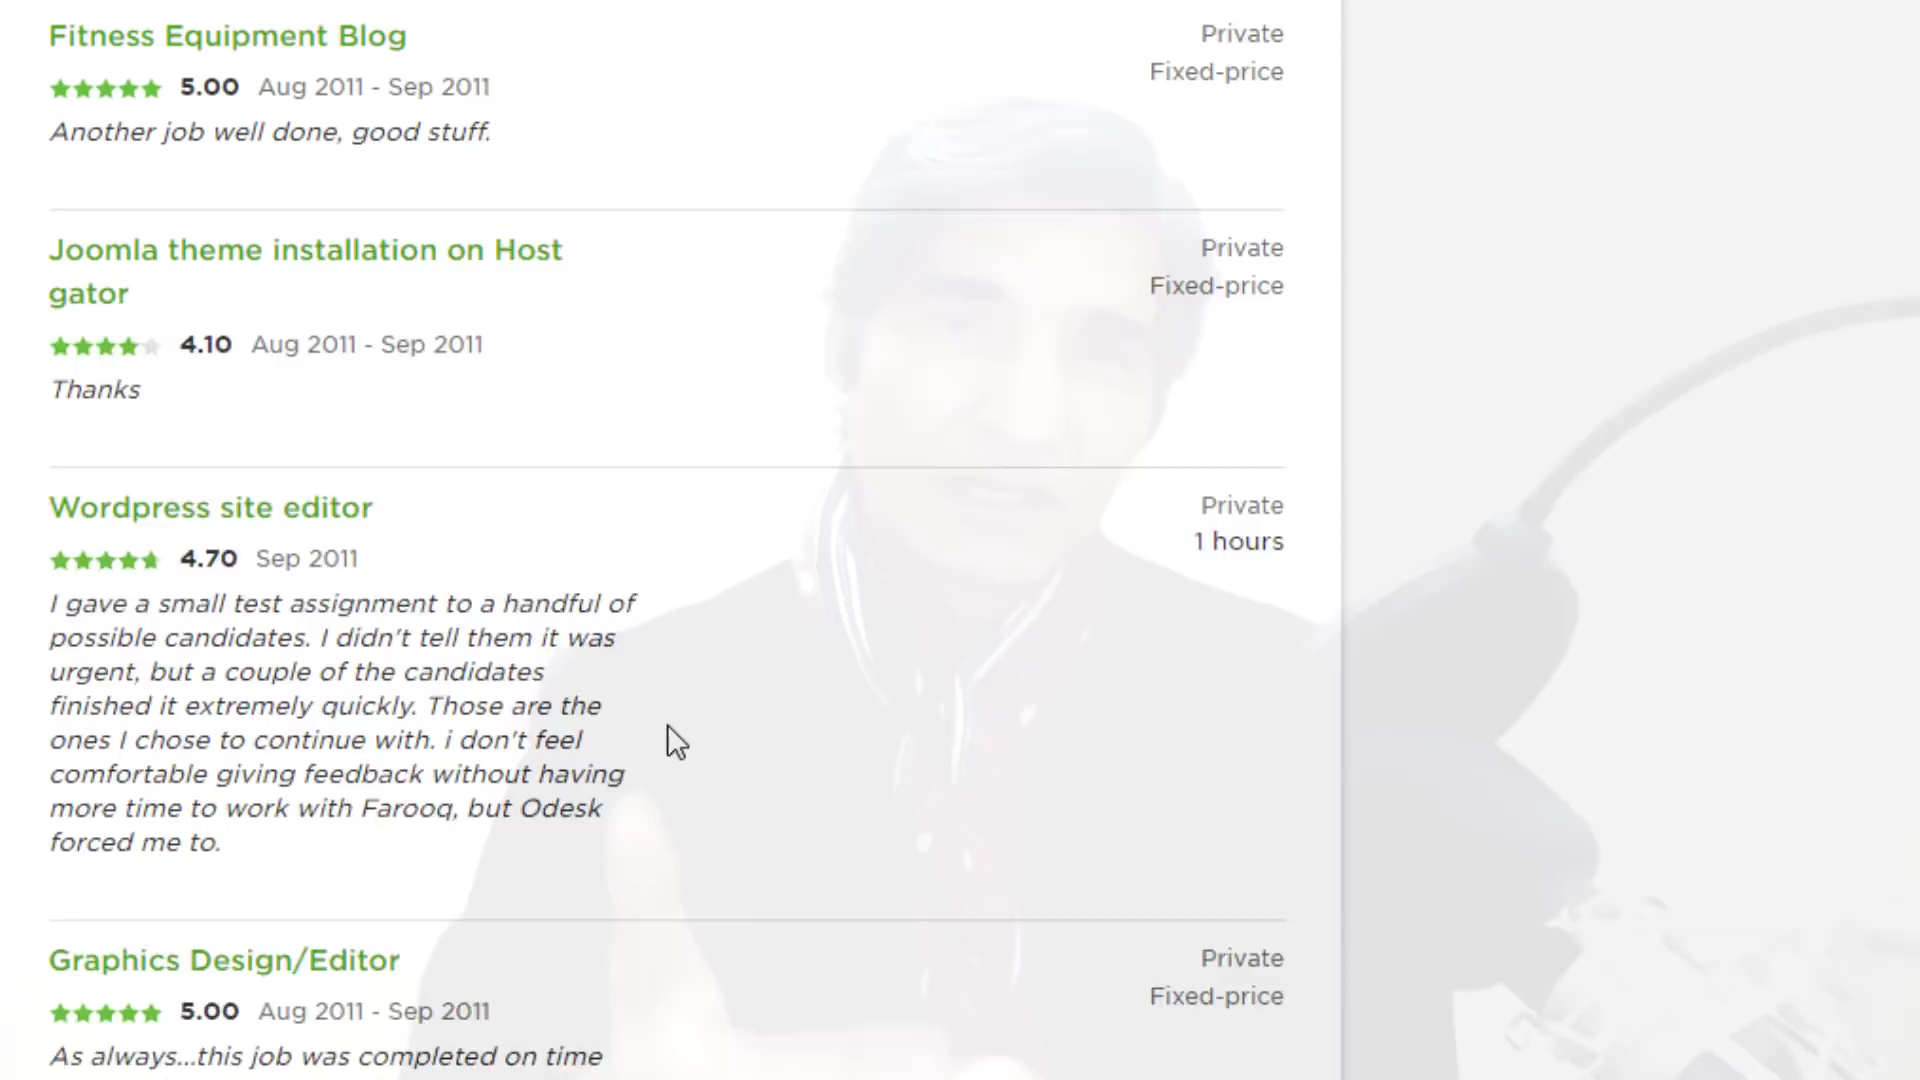 Fitness Equipment Blog
Private
5.00 Aug 2011 - Sep 2011
Fixed-price
Another job well done, good stuff.
Joomla theme installation on Host
gator
Private
Fixed-price
4.10 Aug 2011 - Sep 2011
Thanks
Wordpress site editor
Private
4.70 Sep 2011
1 hours
I gave a small test assignment to a handful of
possible candidates. I didn't tell them it was
urgent, but a couple of the candidates
finished it extremely quickly. Those are the
ones I chose to continue with. i don't feel
comfortable giving feedback without having
more time to work with Farooq, but Odesk
forced me to.
Graphics Design/Editor
Private
5.00 Aug 2011 - Sep 2011
Fixed-price
As always...this job was completed on time